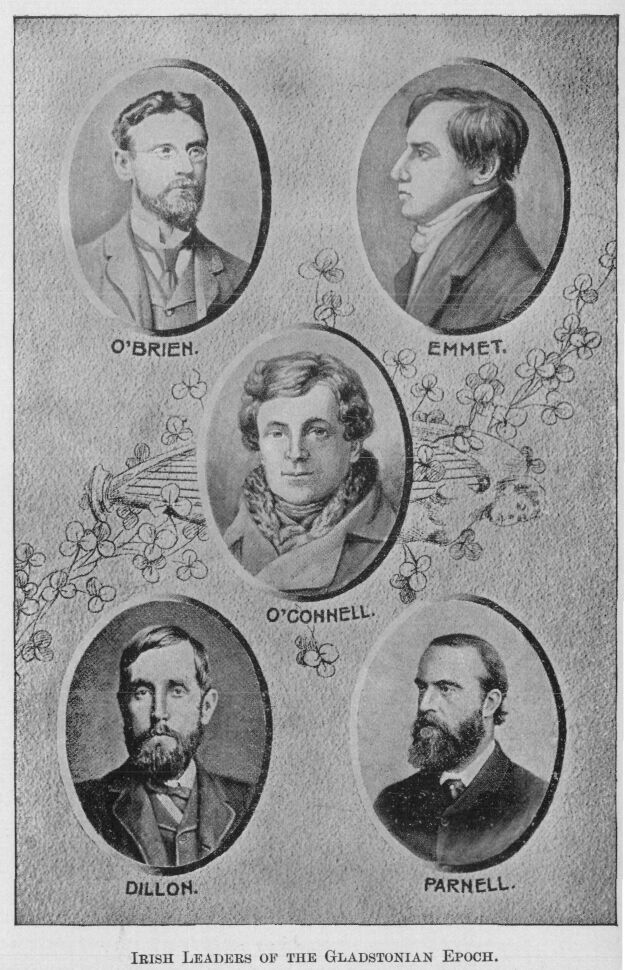 O'BRIEN.
EMMET.
O'CONNELL.
DILLON.
PARNELL.
IRISH LEADERS OF THE GLADSTONIAN EPOCH.